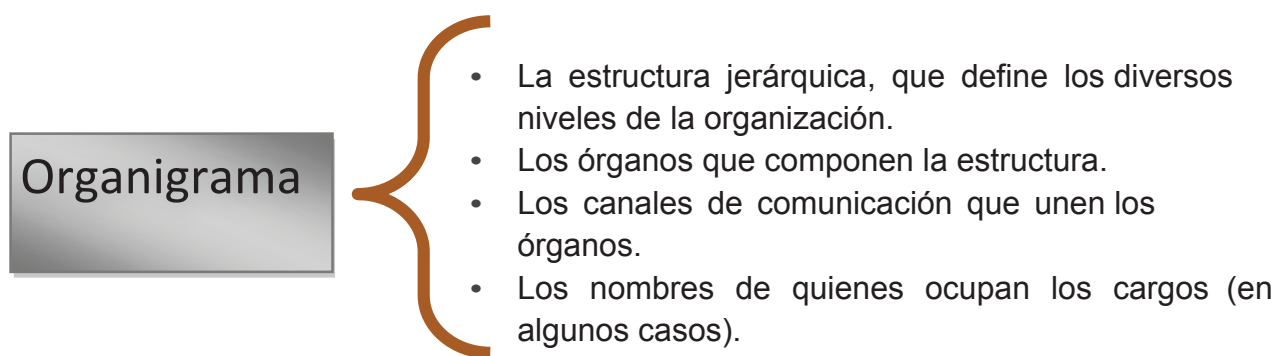 Organigrama
• La estructura jerárquica, que define los diversos
niveles de la organización.
• Los órganos que componen la estructura.
• Los canales de comunicación que unen los
órganos.
• Los nombres de quienes ocupan los cargos (en
algunos casos).